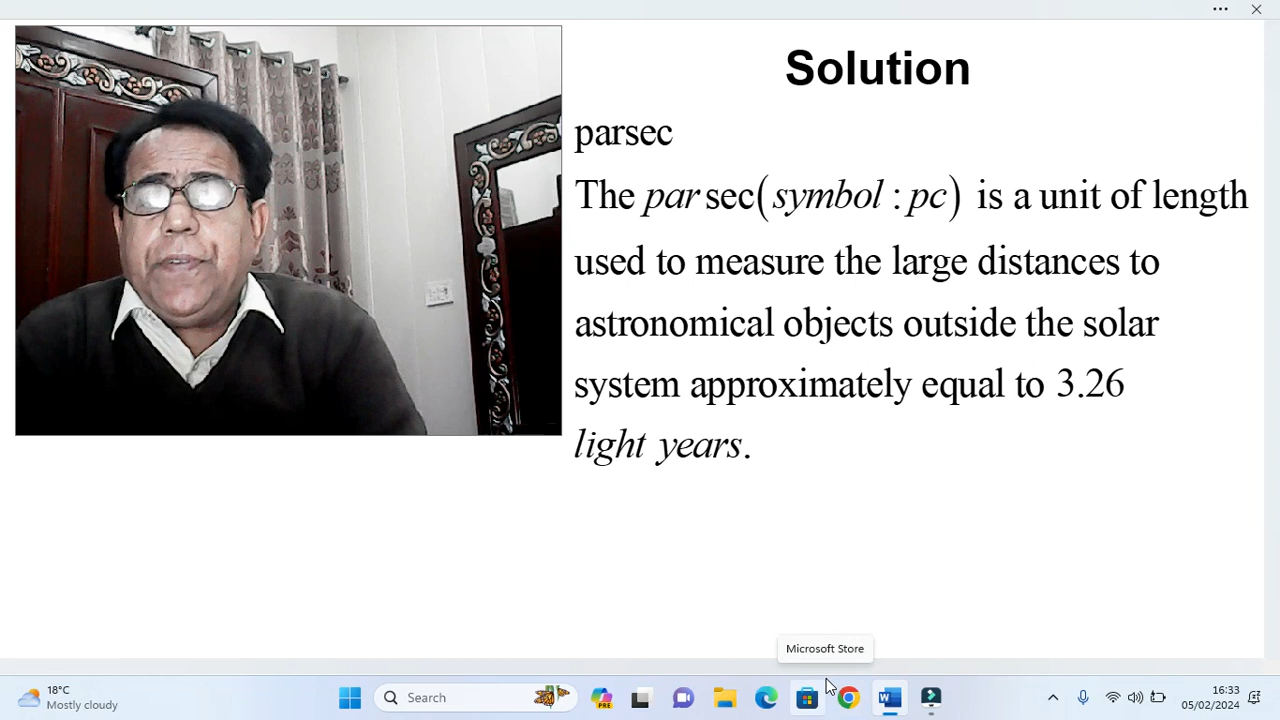 Solution
parsec
The parsec(symbol : pc) is a unit of length
used to measure the large distances to
astronomical objects outside the solar
system approximately equal to 3.26
light years.
Microsoft Store
18°C
Mostly cloudy
Search
PRE
16:33
05/02/2024